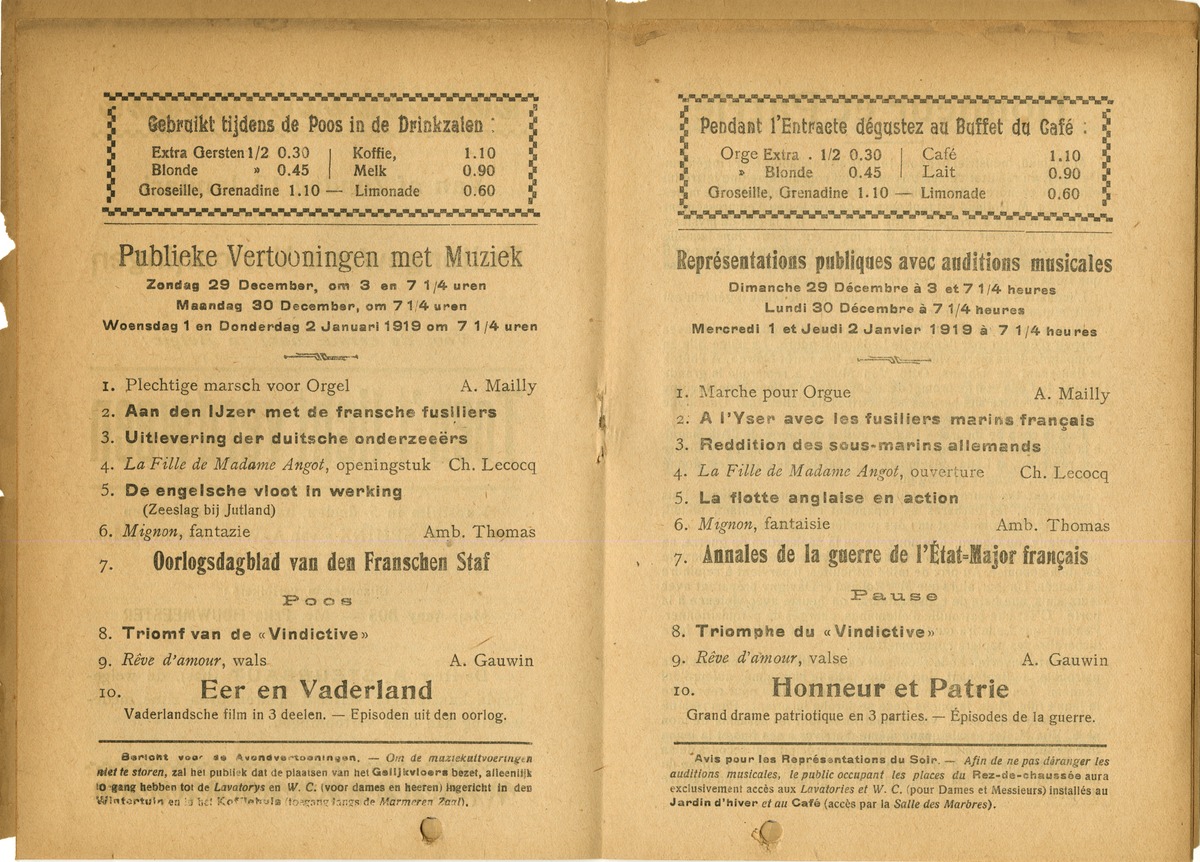 Gebruikt tijdens de Poos in de Drinkzalen :
Extra Gersten 1/2 0.30 | Koffie, 1.10
Blonde » 0.45 | Melk 0.90
Groseille, Grenadine 1.10 — Limonade 0.60
Publieke Vertooningen met Muziek
Zondag 29 December, om 3 en 7 1/4 uren
Maandag 30 December, om 7 1/4 uren
Woensdag 1 en Donderdag 2 Januari 1919 om 7 1/4 uren
1. Plechtige marsch voor Orgel A. Mailly
2. Aan den IJzer met de fransche fusiliers
3. Uitlevering der duitsche onderzeeërs
4. La Fille de Madame Angot, openingstuk Ch. Lecocq
5. De engelsche vloot in werking
(Zeeslag bij Jutland)
6. Mignon, fantazie Amb. Thomas
7. Oorlogsdagblad van den Franschen Staf
Poos
8. Triomf van de «Vindictive»
9. Rêve d'amour, wals A. Gauwin
10. Eer en Vaderland
Vaderlandsche film in 3 deelen. — Episoden uit den oorlog.
Bericht voor de Avondvertooningen. — Om de muziekuitvoeringen
niet te storen, zal het publiek dat de plaatsen van het Gelijkvloers bezet, alleenlijk
to gang hebben tot de Lavatorys en W. C. (voor dames en heeren) ingericht in den
Wintertuin en in het Koffiehuis (toegang langs de Marmeren Zaal).
Pendant l'Entracte dégustez au Buffet du Café :
Orge Extra . 1/2 0.30 | Café 1.10
» Blonde 0.45 | Lait 0.90
Groseille, Grenadine 1.10 — Limonade 0.60
Représentations publiques avec auditions musicales
Dimanche 29 Décembre à 3 et 7 1/4 heures
Lundi 30 Décembre à 7 1/4 heures
Mercredi 1 et Jeudi 2 Janvier 1919 à 7 1/4 heures
1. Marche pour Orgue A. Mailly
2. A l'Yser avec les fusiliers marins français
3. Reddition des sous-marins allemands
4. La Fille de Madame Angot, ouverture Ch. Lecocq
5. La flotte anglaise en action
6. Mignon, fantaisie Amb. Thomas
7. Annales de la guerre de l'État-Major français
Pause
8. Triomphe du «Vindictive»
9. Rêve d'amour, valse A. Gauwin
10. Honneur et Patrie
Grand drame patriotique en 3 parties. — Épisodes de la guerre.
Avis pour les Représentations du Soir. — Afin de ne pas déranger les
auditions musicales, le public occupant les places du Rez-de-chaussée aura
exclusivement accès aux Lavatories et W. C. (pour Dames et Messieurs) installés au
Jardin d'hiver et au Café (accès par la Salle des Marbres).